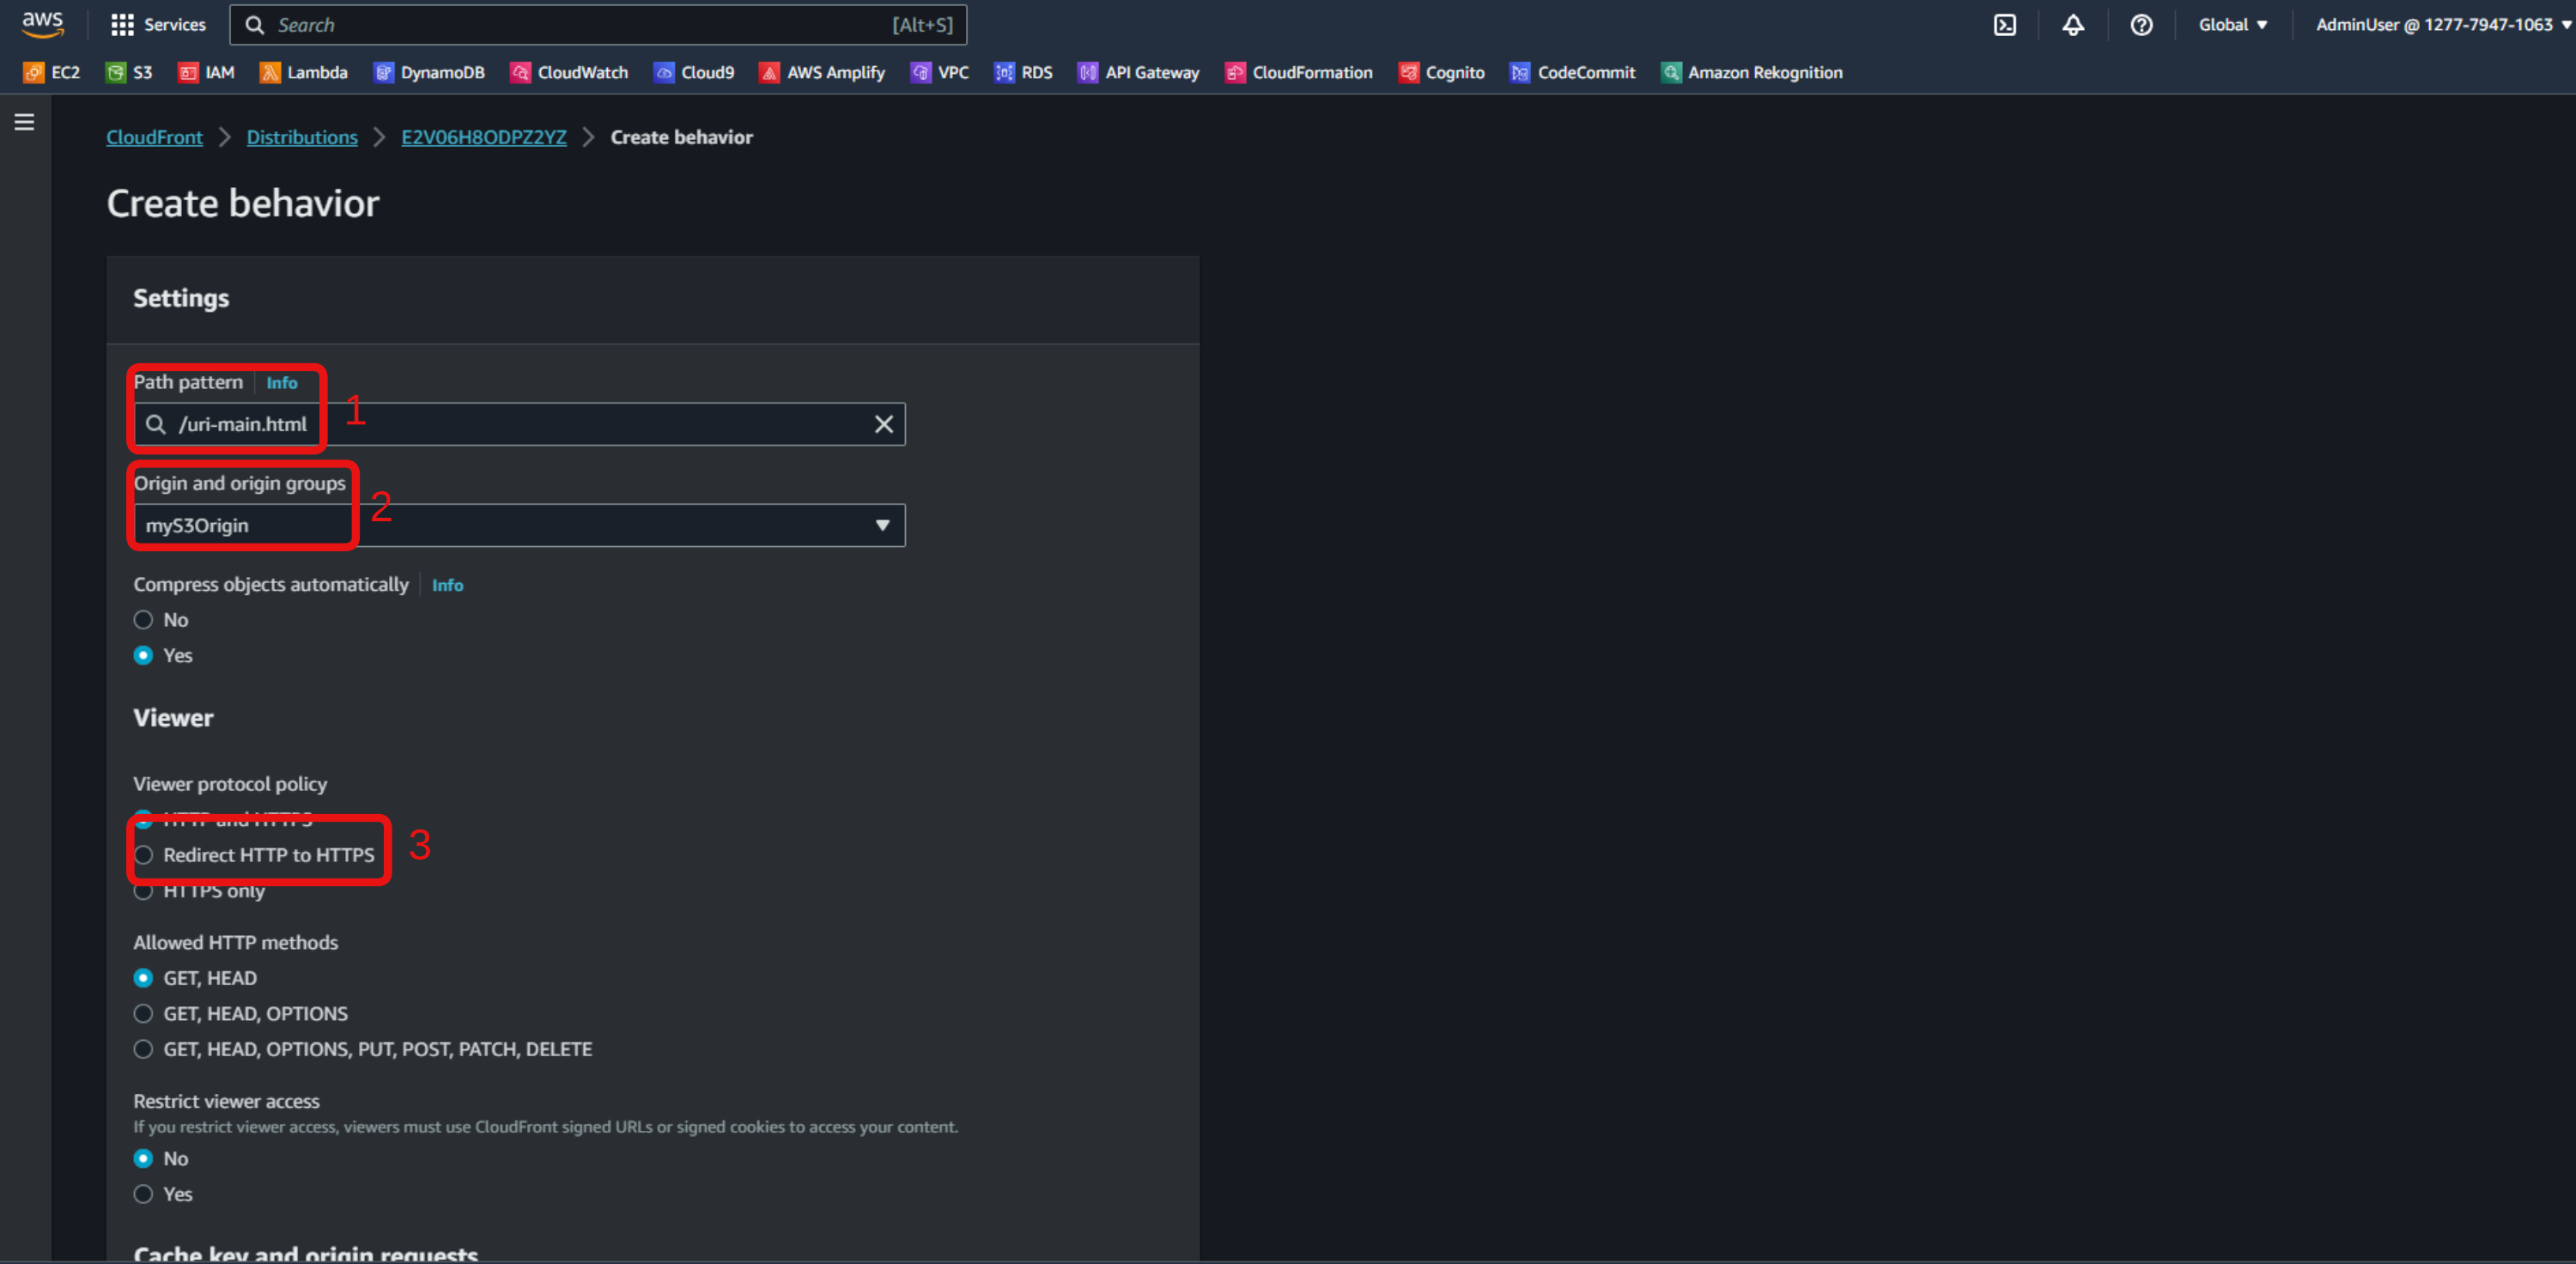 aws
Services
Search
[Alt+S]
Global
AdminUser @ 1277-7947-1063
EC2
S3
IAM
Lambda
DynamoDB
CloudWatch
Cloud9
AWS Amplify
VPC
RDS
API Gateway
CloudFormation
Cognito
CodeCommit
Amazon Rekognition
CloudFront
Distributions
E2V06H8ODPZ2YZ
Create behavior
Create behavior
Settings
Path pattern
Info
1
/uri-main.html
Origin and origin groups
2
myS3Origin
Compress objects automatically
Info
No
Yes
Viewer
Viewer protocol policy
HTTP and HTTPS
Redirect HTTP to HTTPS
3
HTTPS only
Allowed HTTP methods
GET, HEAD
GET, HEAD, OPTIONS
GET, HEAD, OPTIONS, PUT, POST, PATCH, DELETE
Restrict viewer access
If you restrict viewer access, viewers must use CloudFront signed URLs or signed cookies to access your content.
No
Yes
Cache key and origin requests